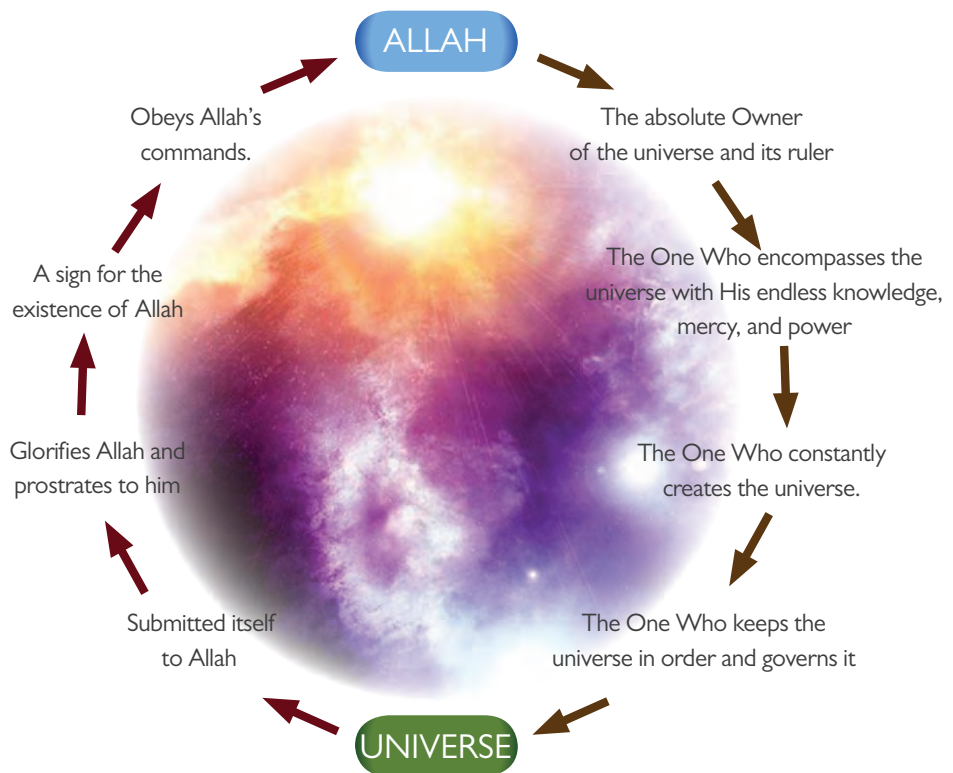 ALLAH
The absolute Owner
of the universe and its ruler
The One Who encompasses the
universe with His endless knowledge,
mercy, and power
The One Who constantly
creates the universe.
The One Who keeps the
universe in order and governs it
UNIVERSE
Submitted itself
to Allah
Glorifies Allah and
prostrates to him
A sign for the
existence of Allah
Obeys Allah’s
commands.